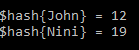 $hash{John} = 12
$hash{Nini} = 19